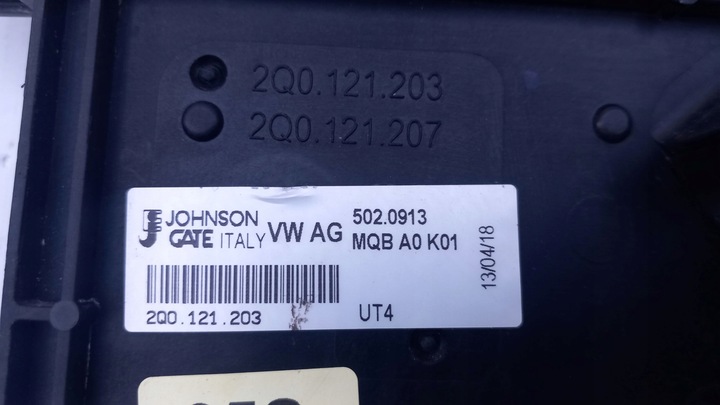 2Q0.121.203
2Q0.121.207
JOHNSON
GATE ITALY
VW AG
502.0913
MQB A0 K01
13/04/18
2Q0.121.203
UT4